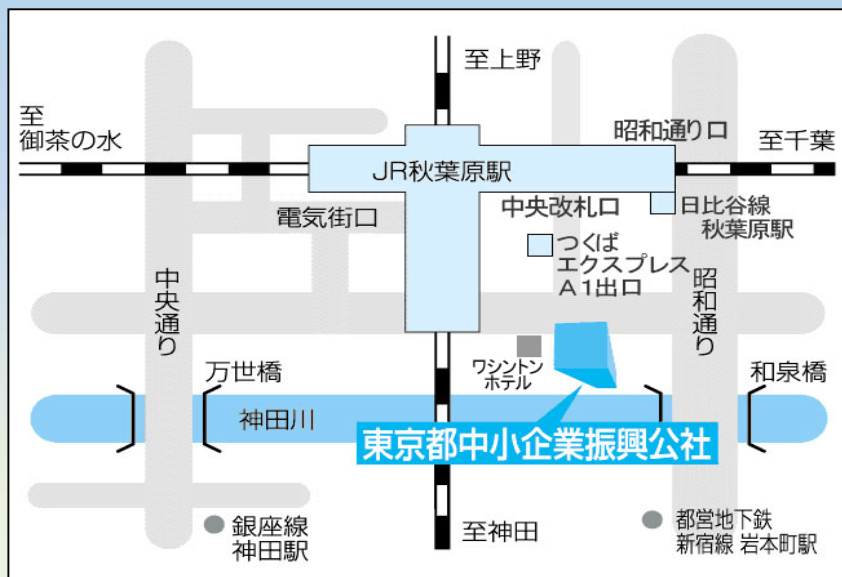 至上野
至
御茶の水
昭和通り口
至千葉
JR秋葉原駅
電気街口
中央改札口
日比谷線
秋葉原駅
つくば
エクスプレス
A1出口
中央通り
昭和通り
ワシントン
ホテル
万世橋
和泉橋
神田川
東京都中小企業振興公社
銀座線
神田駅
至神田
都営地下鉄
新宿線 岩本町駅